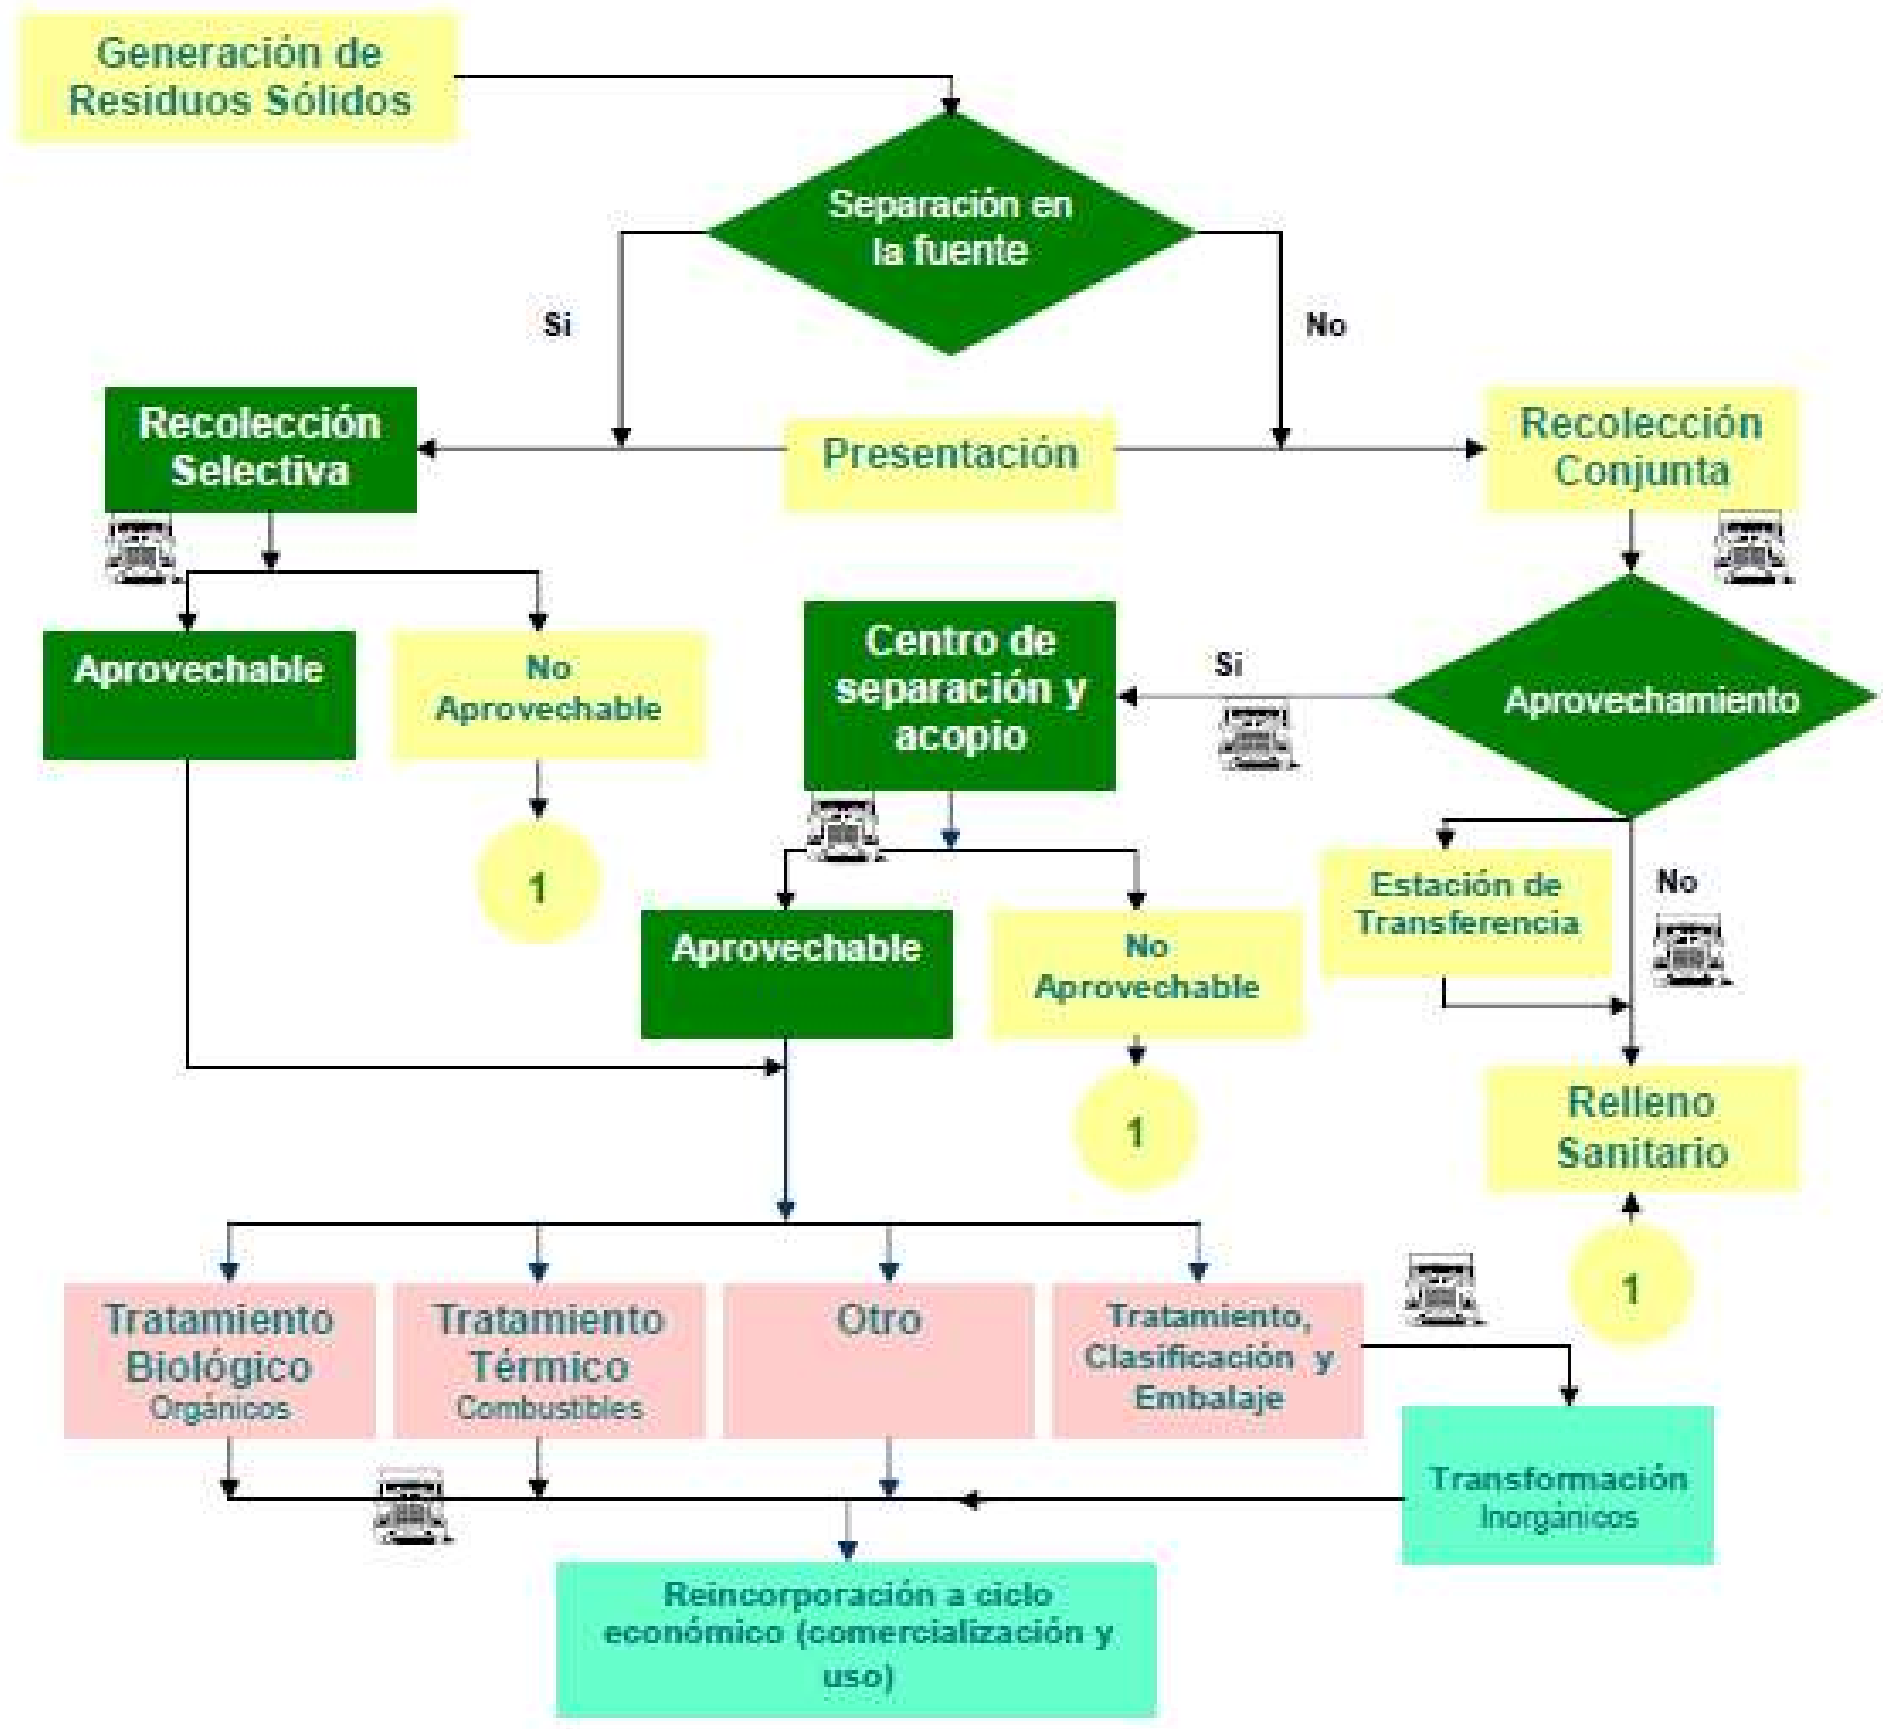 Generación de
Residuos Sólidos
Separación en
la fuente
Si
No
Recolección
Selectiva
Presentación
Recolección
Conjunta
Aprovechable
No
Aprovechable
Centro de
separación y
acopio
Si
Aprovechamiento
1
Estación de
Transferencia
No
Aprovechable
No
Aprovechable
1
Relleno
Sanitario
1
Tratamiento
Biológico
Orgánicos
Tratamiento
Térmico
Combustibles
Otro
Tratamiento,
Clasificación y
Embalaje
Transformación
Inorgánicos
Reincorporación a ciclo
económico (comercialización y
uso)